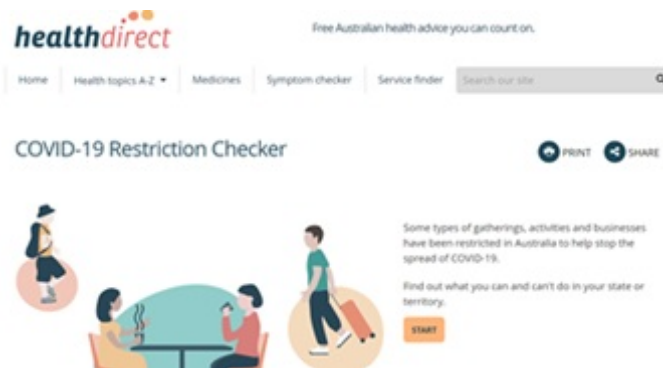 healthdirect
Free Australian health advice you can count on.
Home Health topics A-Z Medicines Symptom checker Service finder Search our site
COVID-19 Restriction Checker
PRINT SHARE
Some types of gatherings, activities and businesses
have been restricted in Australia to help stop the
spread of COVID-19.
Find out what you can and can't do in your state or
territory.
START